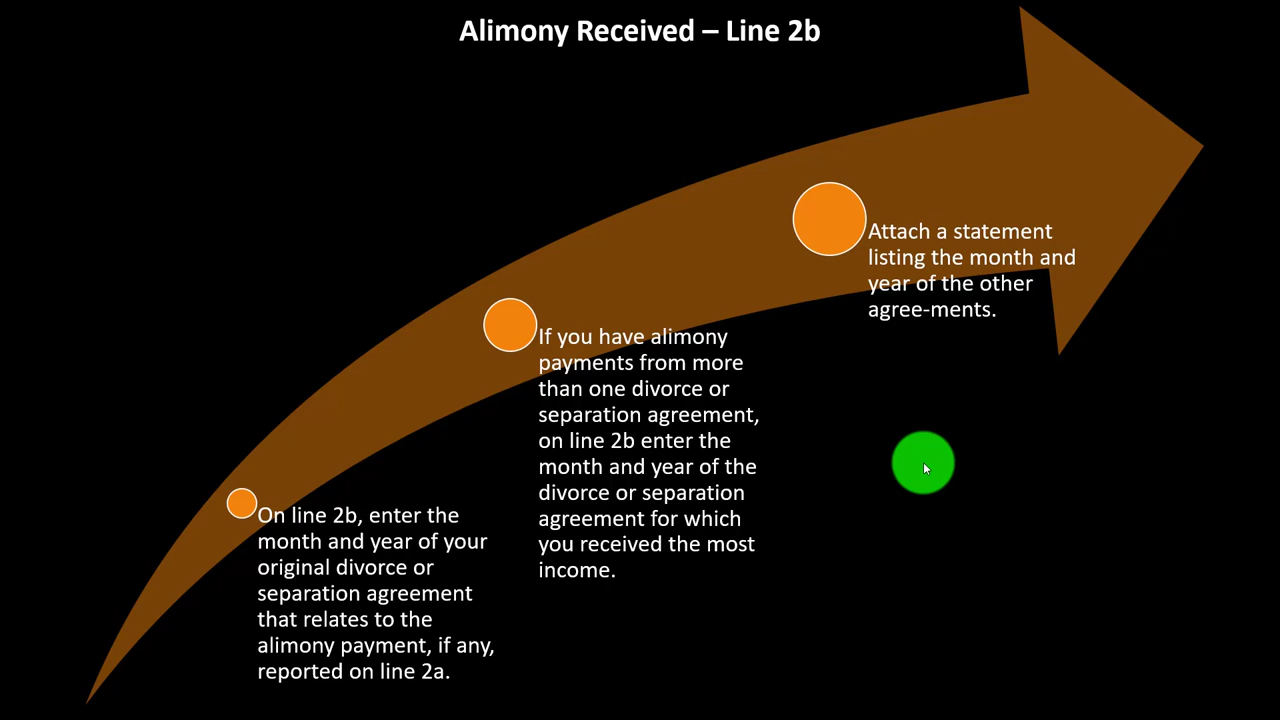 Alimony Received – Line 2b
On line 2b, enter the
month and year of your
original divorce or
separation agreement
that relates to the
alimony payment, if any,
reported on line 2a.
If you have alimony
payments from more
than one divorce or
separation agreement,
on line 2b enter the
month and year of the
divorce or separation
agreement for which
you received the most
income.
Attach a statement
listing the month and
year of the other
agree-ments.